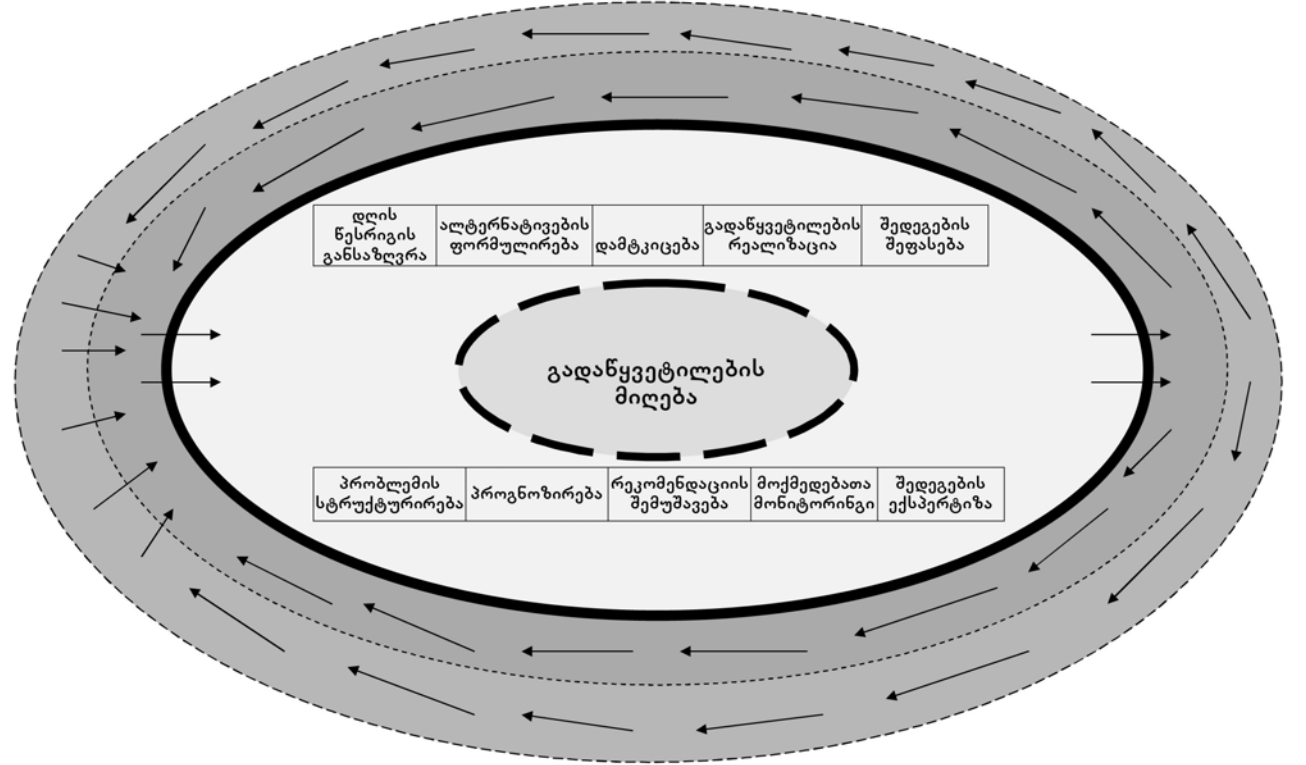 დღის
წესრიგის
განსაზღვრა
ალტერნატივების
ფორმულირება
დამტკიცება
გადაწყვეტილების
რეალიზაცია
შედეგების
შეფასება
გადაწყვეტილების
მიღება
პრობლემის
სტრუქტურირება
პროგნოზირება
რეკომენდაციის
შემუშავება
მოქმედებათა
მონიტორინგი
შედეგების
ექსპერტიზა